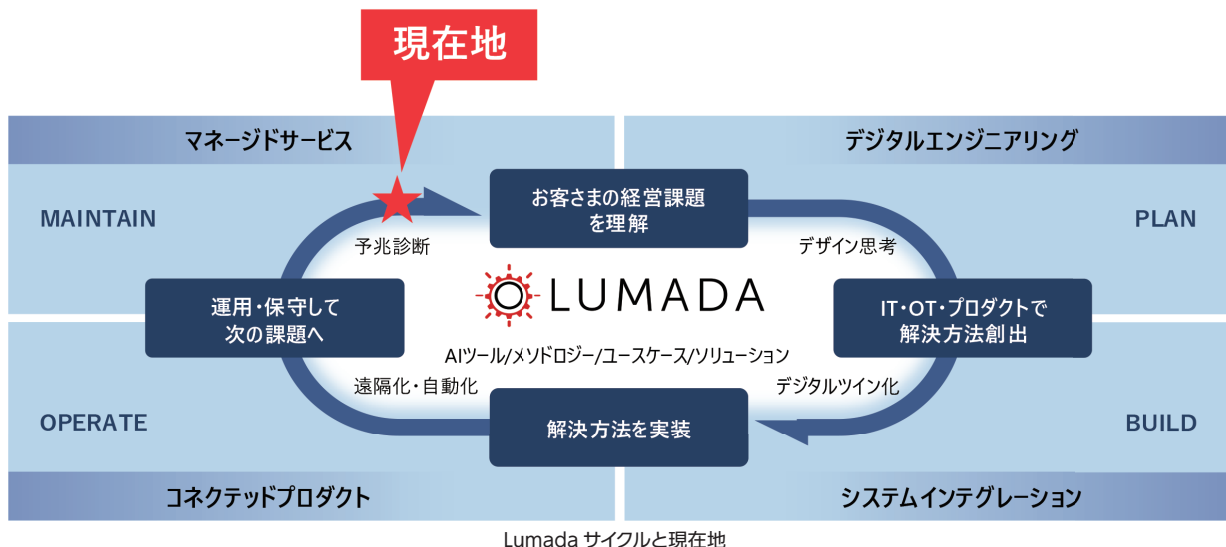 現在地
マネージドサービス
デジタルエンジニアリング
MAINTAIN
お客さまの経営課題
を理解
PLAN
予兆診断
デザイン思考
運用・保守して
次の課題へ
LUMADA
IT・OT・プロダクトで
解決方法創出
AIツール/メソドロジー/ユースケース/ソリューション
遠隔化・自動化
デジタルツイン化
OPERATE
解決方法を実装
BUILD
コネクテッドプロダクト
システムインテグレーション
Lumada サイクルと現在地